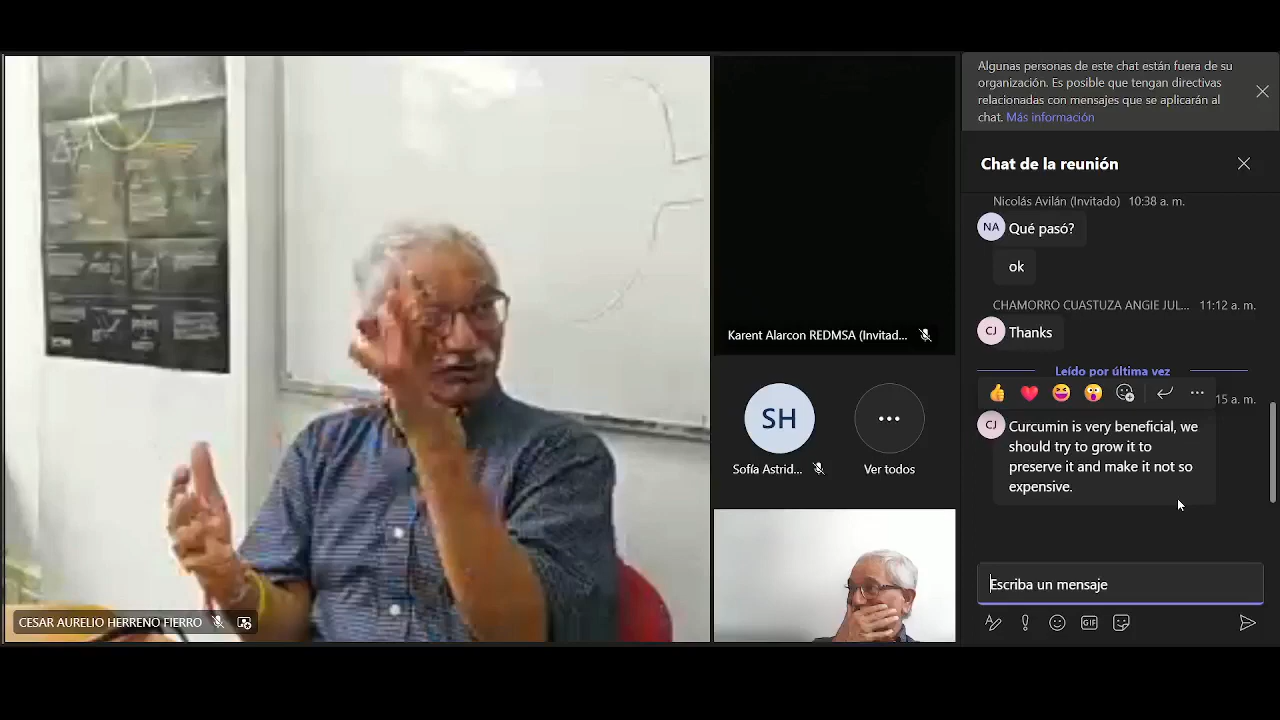 Algunas personas de este chat están fuera de su
organización. Es posible que tengan directivas
relacionadas con mensajes que se aplicarán al
chat. Más información
Chat de la reunión
Nicolás Avilán (Invitado) 10:38 a. m.
NA Qué pasó?
ok
CHAMORRO CUASTUZA ANGIE JUL... 11:12 a. m.
CJ Thanks
Leído por última vez
15 a. m.
CJ Curcumin is very beneficial, we
should try to grow it to
preserve it and make it not so
expensive.
Escriba un mensaje
GIF
Karent Alarcon REDMSA (Invitad...
SH
Sofía Astrid...
Ver todos
CESAR AURELIO HERRENO FIERRO